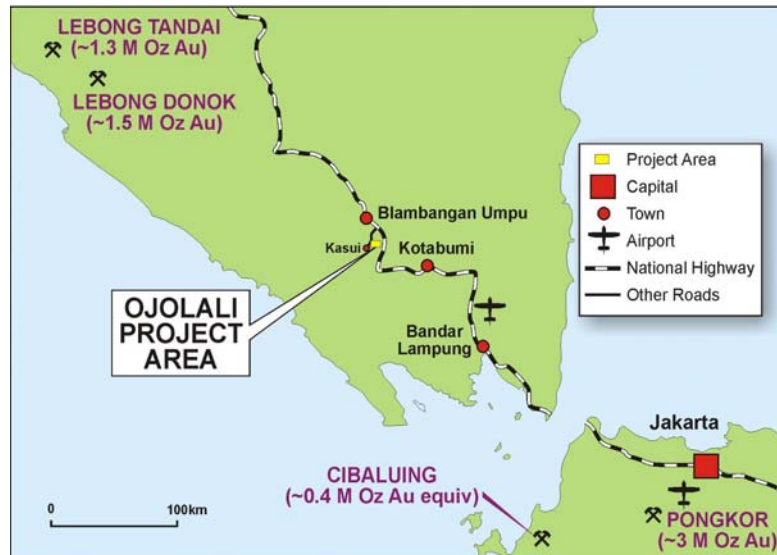 LEBONG TANDAI
(~1.3 M Oz Au)
LEBONG DONOK
(~1.5 M Oz Au)
Project Area
Capital
Town
Airport
National Highway
Other Roads
Blambangan Umpu
Kasui
Kotabumi
OJOLALI
PROJECT
AREA
Bandar
Lampung
Jakarta
CIBALUING
(~0.4 M Oz Au equiv)
PONGKOR
(~3 M Oz Au)
0
100km